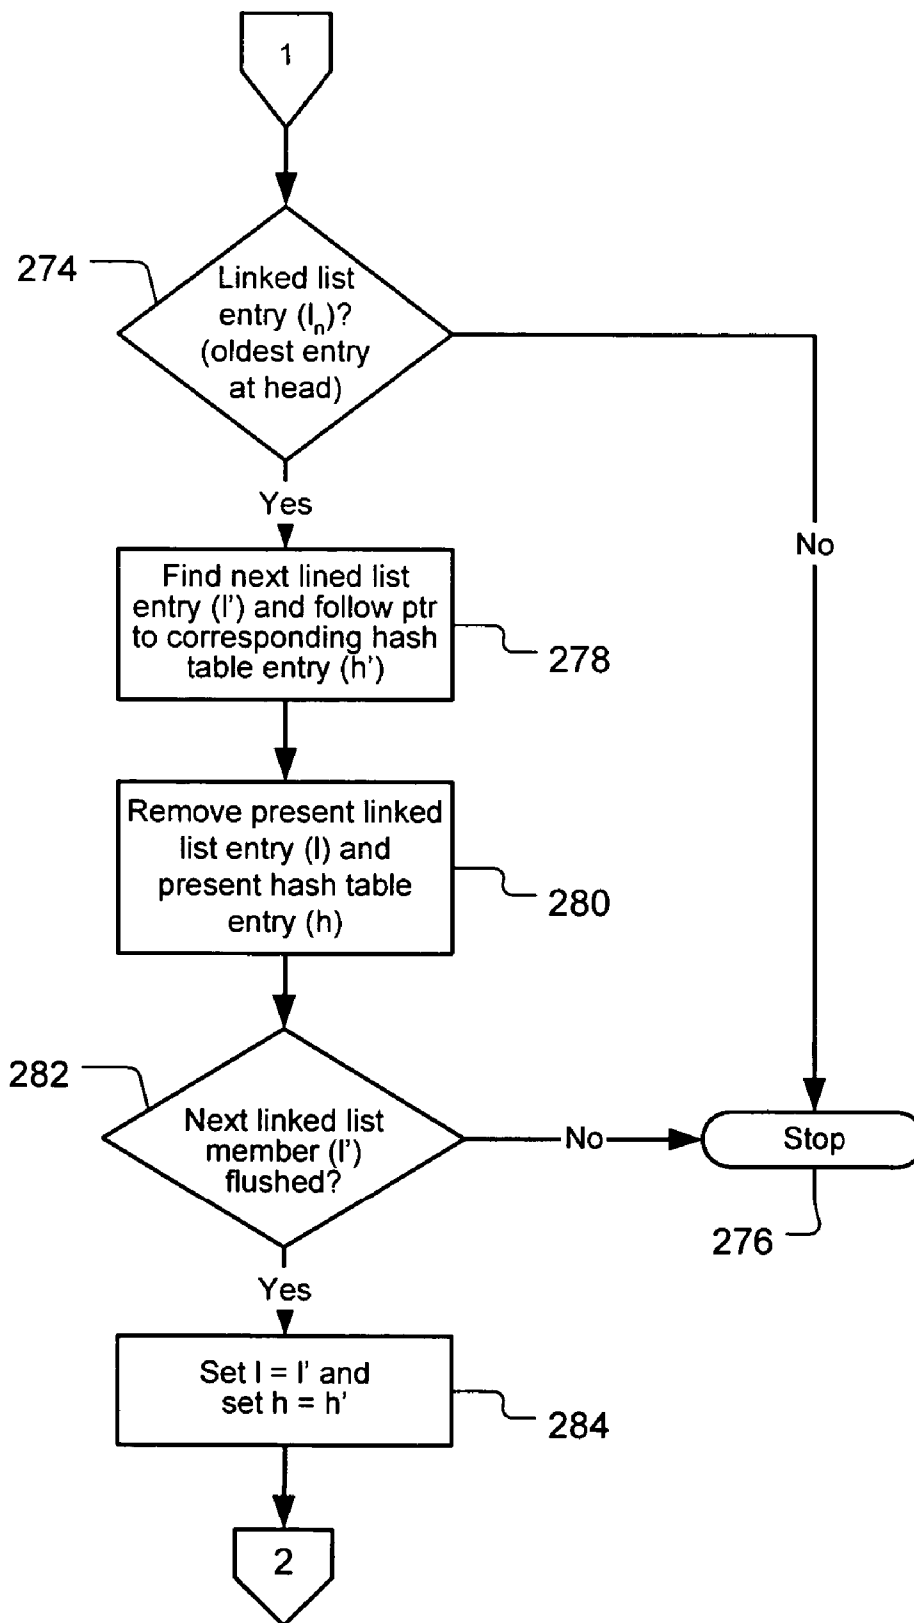 1
274
Linked list
entry (l_n)?
(oldest entry
at head)
Yes
No
Find next lined list
entry (l') and follow ptr
to corresponding hash
table entry (h')
278
Remove present linked
list entry (l) and
present hash table
entry (h)
280
282
Next linked list
member (l')
flushed?
No
Stop
276
Yes
Set l = l' and
set h = h'
284
2